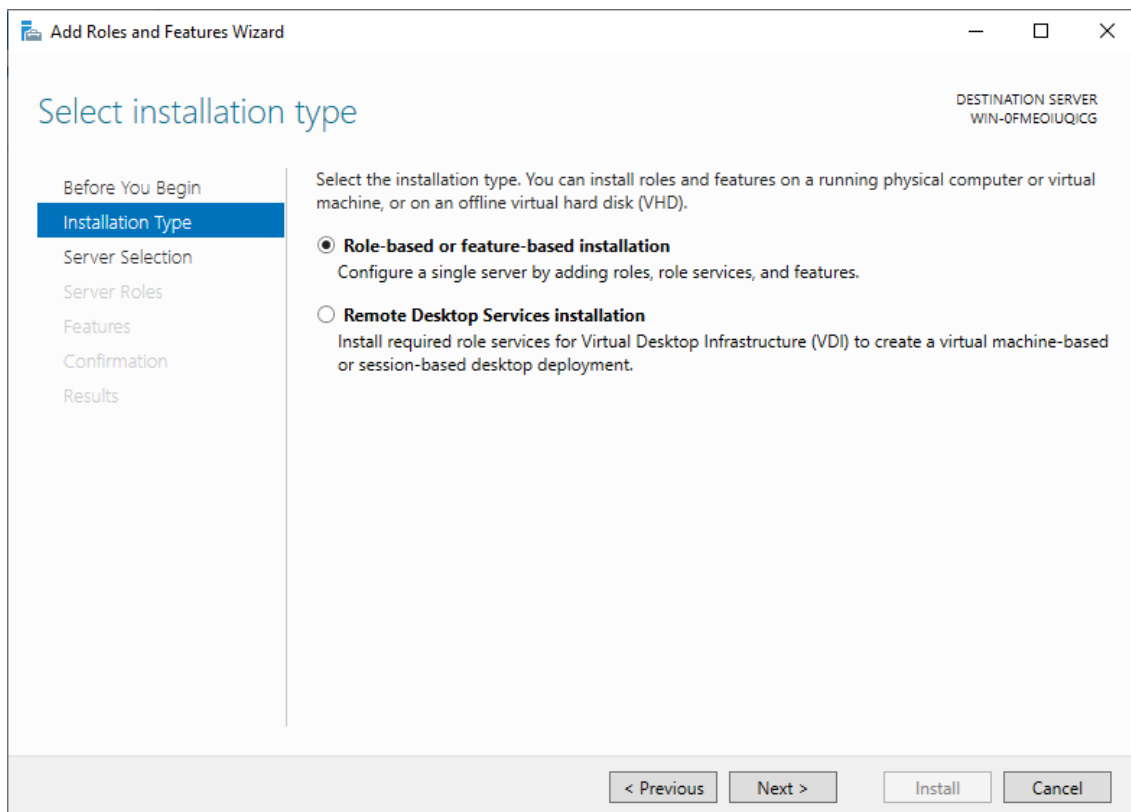 Add Roles and Features Wizard
Select installation type
DESTINATION SERVER
WIN-0FMEOIUQICG
Before You Begin
Installation Type
Server Selection
Server Roles
Features
Confirmation
Results
Select the installation type. You can install roles and features on a running physical computer or virtual
machine, or on an offline virtual hard disk (VHD).
Role-based or feature-based installation
Configure a single server by adding roles, role services, and features.
Remote Desktop Services installation
Install required role services for Virtual Desktop Infrastructure (VDI) to create a virtual machine-based
or session-based desktop deployment.
< Previous
Next >
Install
Cancel